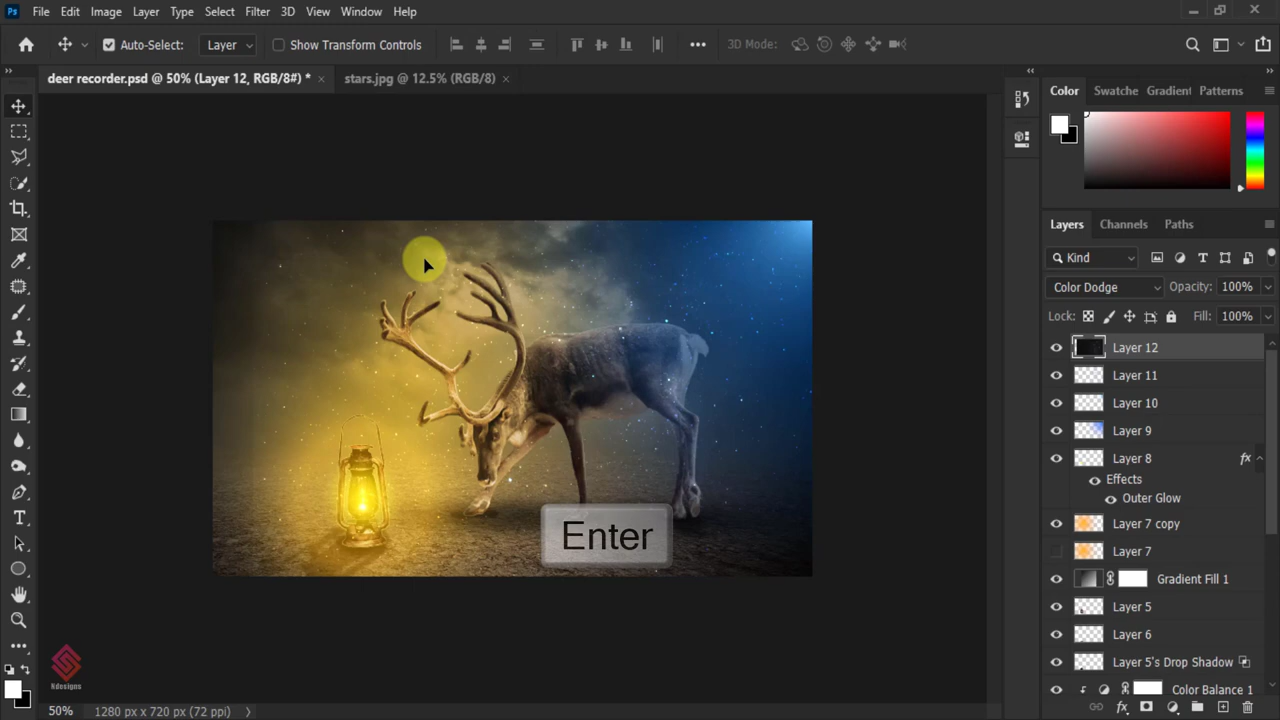 Ps File Edit Image Layer Type Select Filter 3D View Window Help
Auto-Select: Layer Show Transform Controls 3D Mode:
deer recorder.psd @ 50% (Layer 12, RGB/8#) * × stars.jpg @ 12.5% (RGB/8) ×
Color Swatche Gradient Patterns
Layers Channels Paths
Kind
Color Dodge Opacity: 100%
Lock: Fill: 100%
Layer 12
Layer 11
Layer 10
Layer 9
Layer 8 fx
Effects
Outer Glow
Layer 7 copy
Layer 7
Gradient Fill 1
Layer 5
Layer 6
Layer 5's Drop Shadow
Color Balance 1
fx
Enter
T
Ndesigns
50% 1280 px x 720 px (72 ppi)